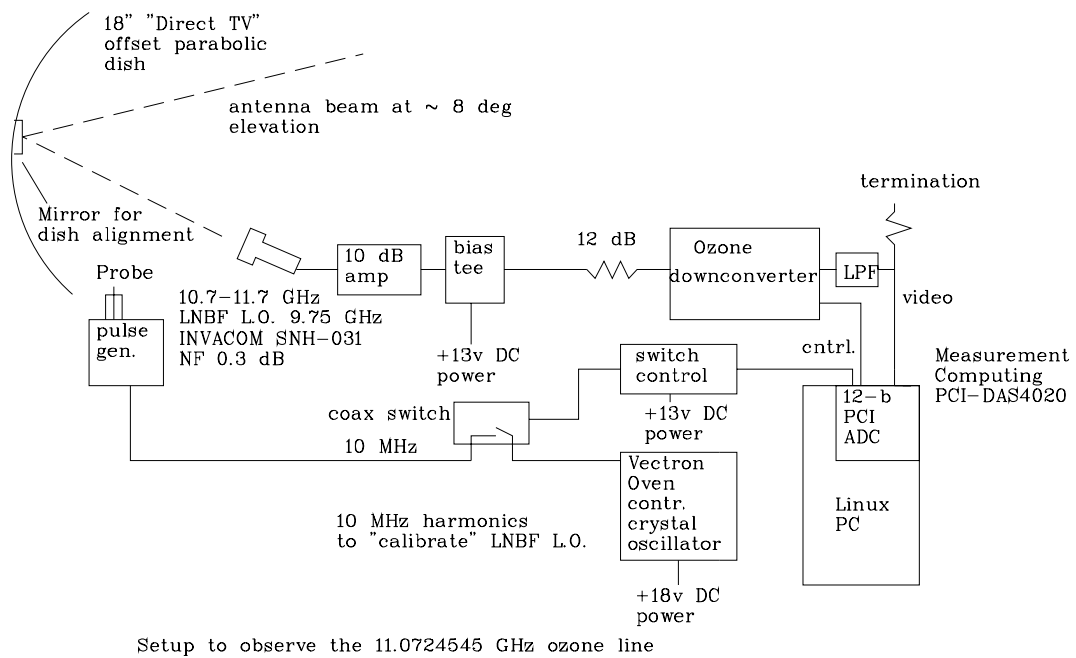 18" "Direct TV"
offset parabolic
dish
antenna beam at ~ 8 deg
elevation
Mirror for
dish alignment
Probe
pulse
gen.
10.7-11.7 GHz
LNBF L.O. 9.75 GHz
INVACOM SNH-031
NF 0.3 dB
10 dB
amp
bias
tee
+13v DC
power
12 dB
Ozone
downconverter
LPF
termination
video
cntrl.
Measurement
Computing
PCI-DAS4020
12-b
PCI
ADC
Linux
PC
switch
control
+13v DC
power
coax switch
10 MHz
Vectron
Oven
contr.
crystal
oscillator
+18v DC
power
10 MHz harmonics
to "calibrate" LNBF L.O.
Setup to observe the 11.0724545 GHz ozone line